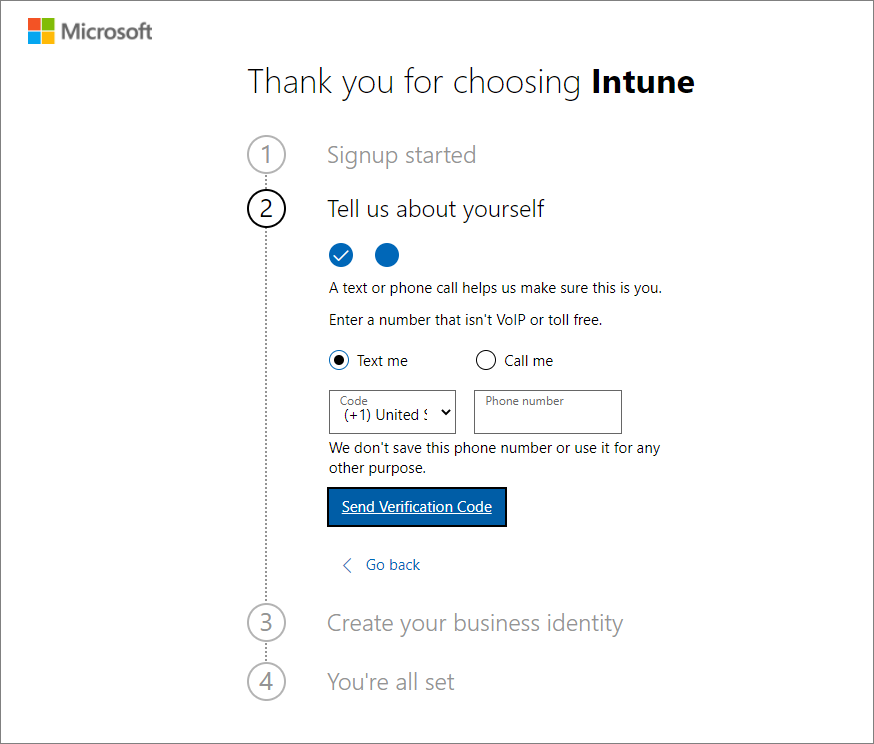 Microsoft
Thank you for choosing Intune
1 Signup started
2 Tell us about yourself
A text or phone call helps us make sure this is you.
Enter a number that isn't VoIP or toll free.
Text me Call me
Code Phone number
(+1) United S
We don't save this phone number or use it for any
other purpose.
Send Verification Code
Go back
3 Create your business identity
4 You're all set